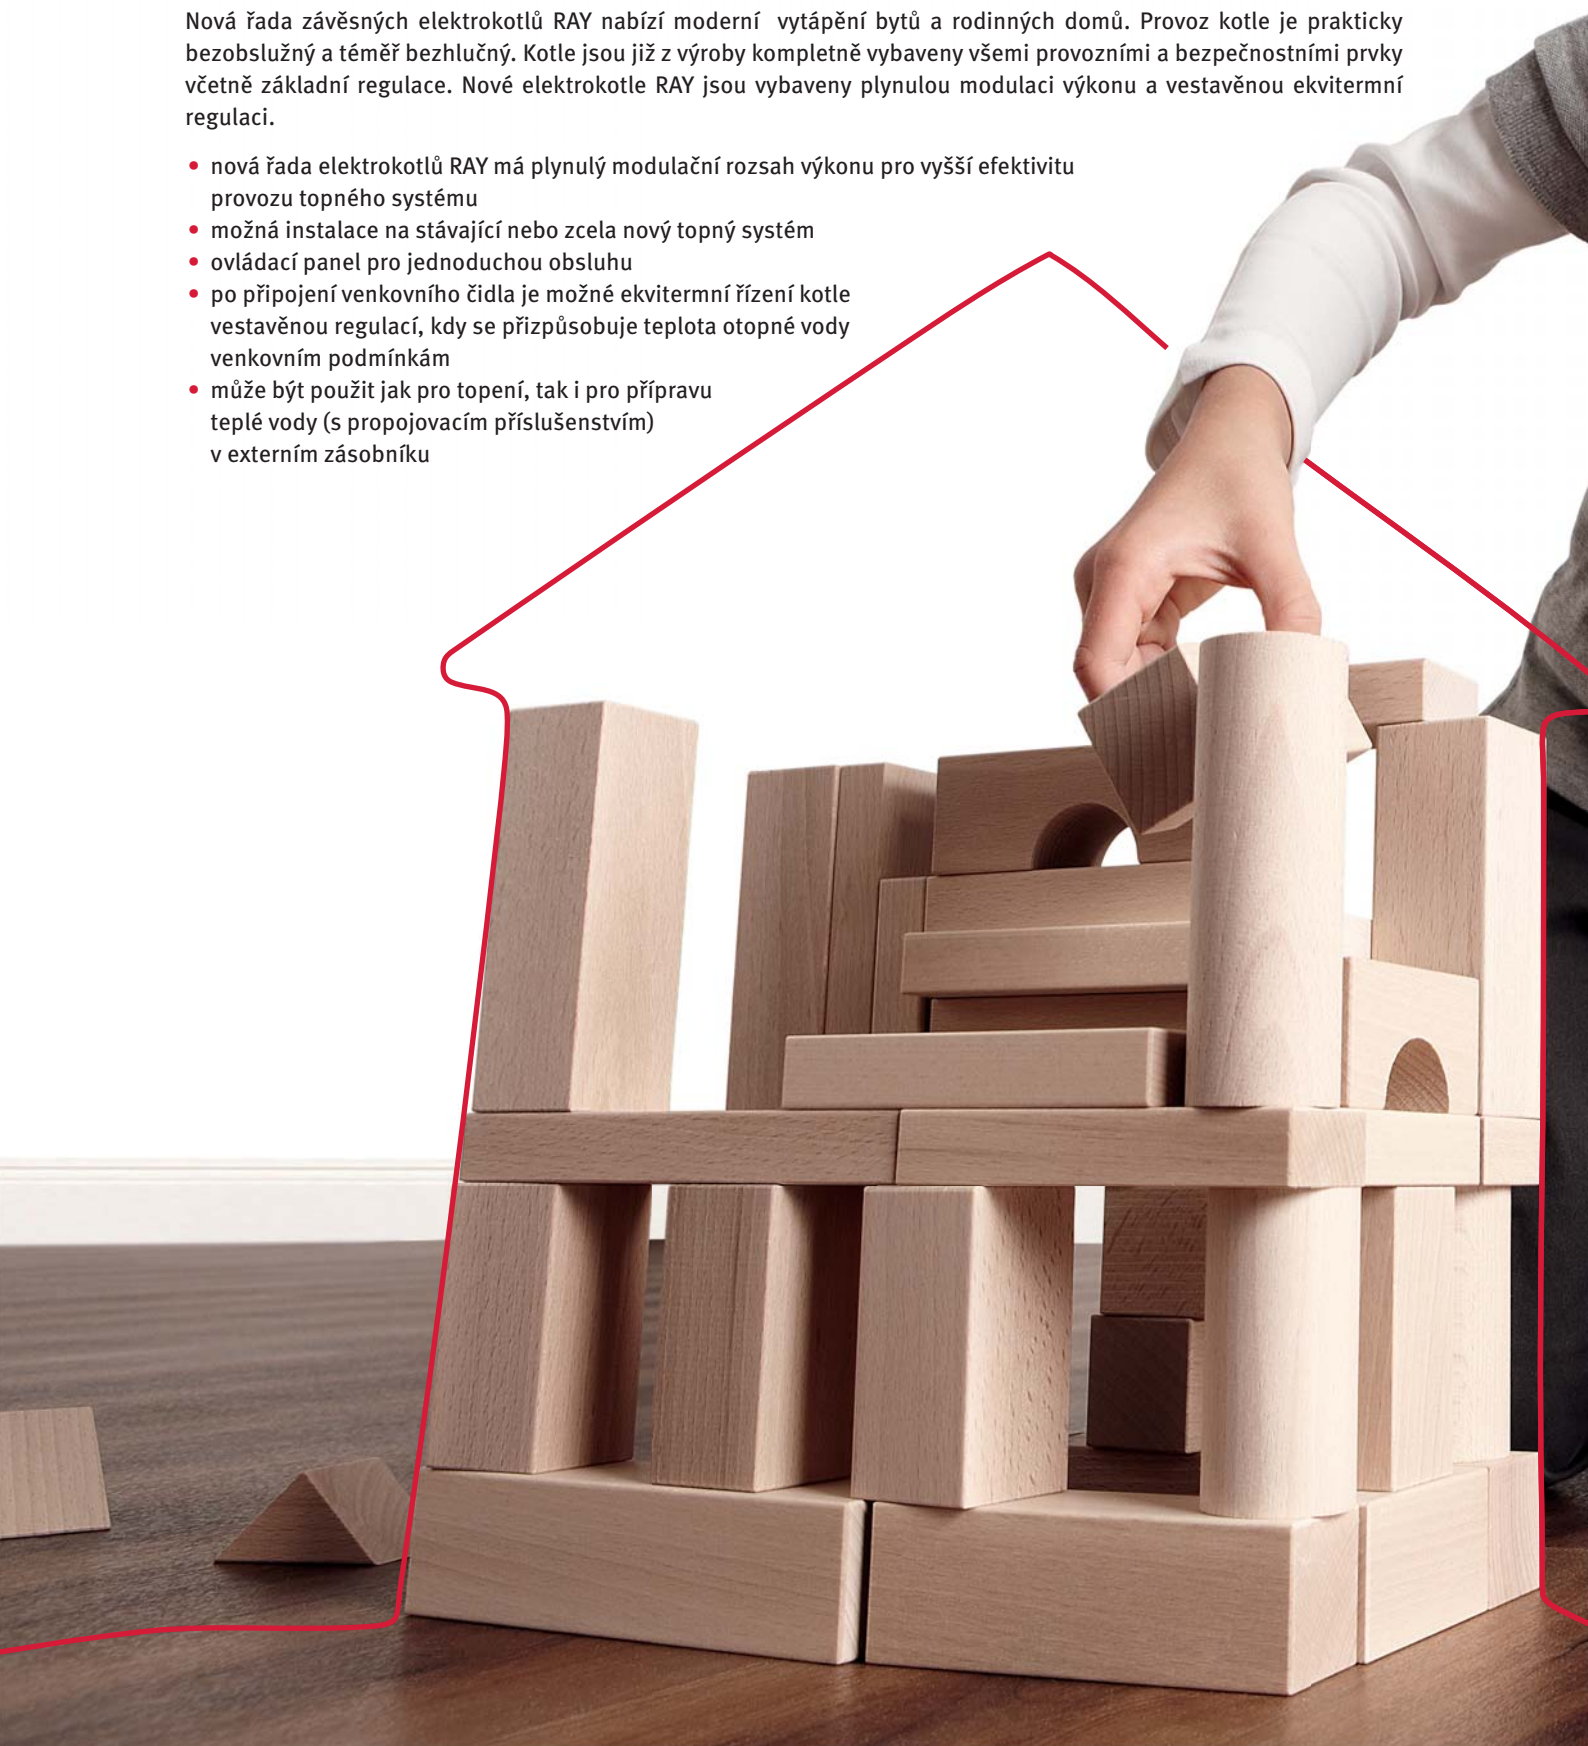 Nová řada závěsných elektrokotlů RAY nabízí moderní  vytápění bytů a rodinných domů. Provoz kotle je prakticky
bezobslužný a téměř bezhlučný. Kotle jsou již z výroby kompletně vybaveny všemi provozními a bezpečnostními prvky
včetně základní regulace. Nové elektrokotle RAY jsou vybaveny plynulou modulaci výkonu a vestavěnou ekvitermní
regulaci.
• nová řada elektrokotlů RAY má plynulý modulační rozsah výkonu pro vyšší efektivitu
provozu topného systému
• možná instalace na stávající nebo zcela nový topný systém
• ovládací panel pro jednoduchou obsluhu
• po připojení venkovního čidla je možné ekvitermní řízení kotle
vestavěnou regulací, kdy se přizpůsobuje teplota otopné vody
venkovním podmínkám
• může být použit jak pro topení, tak i pro přípravu
teplé vody (s propojovacím příslušenstvím)
v externím zásobníku